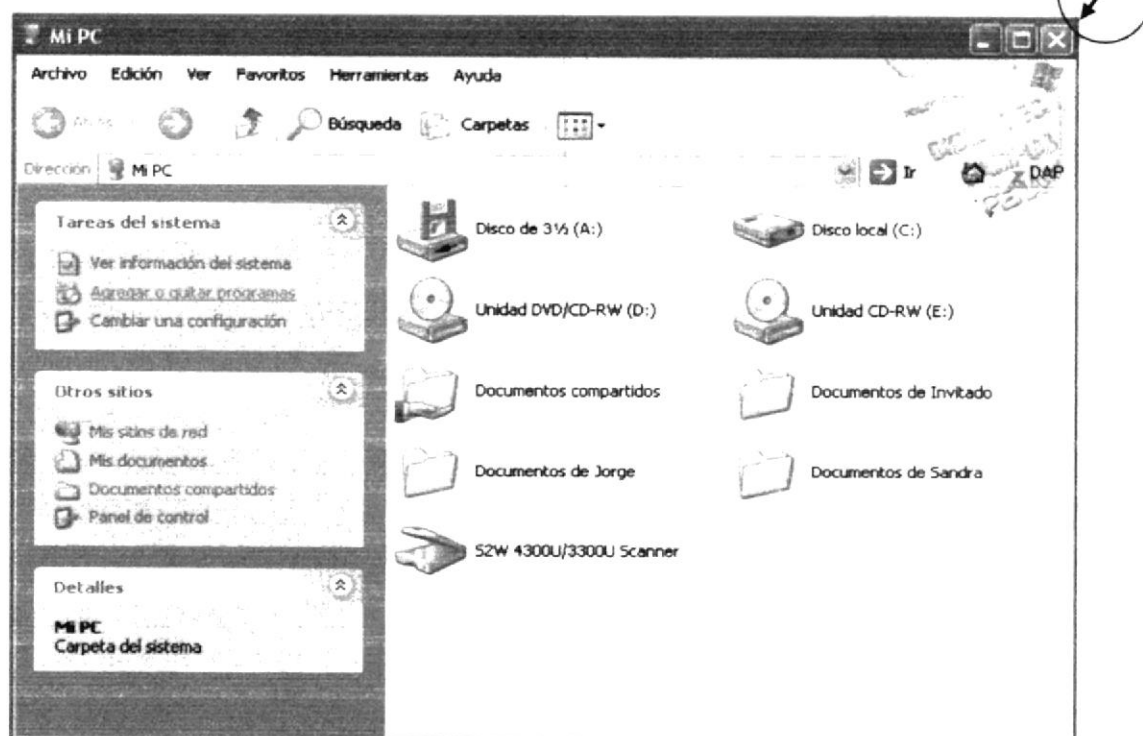 Mi PC
Archivo Edición Ver Favoritos Herramientas Ayuda
Atrás Búsqueda Carpetas
Dirección Mi PC Ir DAP
Tareas del sistema
Ver información del sistema
Agregar o quitar programas
Cambiar una configuración
Otros sitios
Mis sitios de red
Mis documentos
Documentos compartidos
Panel de control
Detalles
Mi PC
Carpeta del sistema
Disco de 3½ (A:) Disco local (C:)
Unidad DVD/CD-RW (D:) Unidad CD-RW (E:)
Documentos compartidos Documentos de Invitado
Documentos de Jorge Documentos de Sandra
S2W 4300U/3300U Scanner